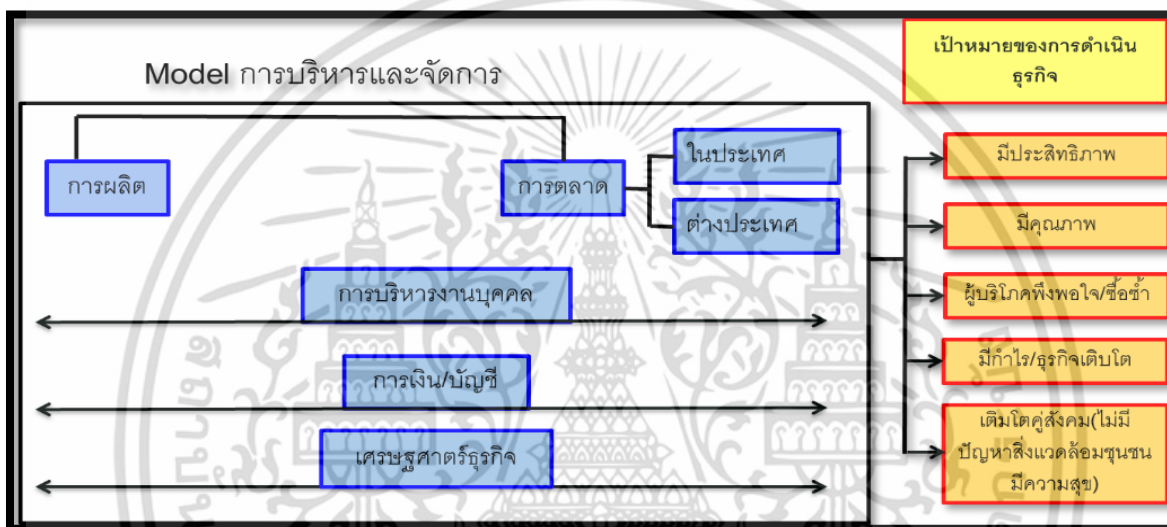 เป้าหมายของการดำเนิน
ธุรกิจ
Model การบริหารและจัดการ
การผลิต
การตลาด
ในประเทศ
ต่างประเทศ
การบริหารงานบุคคล
การเงิน/บัญชี
เศรษฐศาตร์ธุรกิจ
มีประสิทธิภาพ
มีคุณภาพ
ผู้บริโภคพึงพอใจ/ซื้อซ้ำ
มีกำไร/ธุรกิจเติบโต
เติมโตคู่สังคม(ไม่มี
ปัญหาสิ่งแวดล้อมชุนชน
มีความสุข)